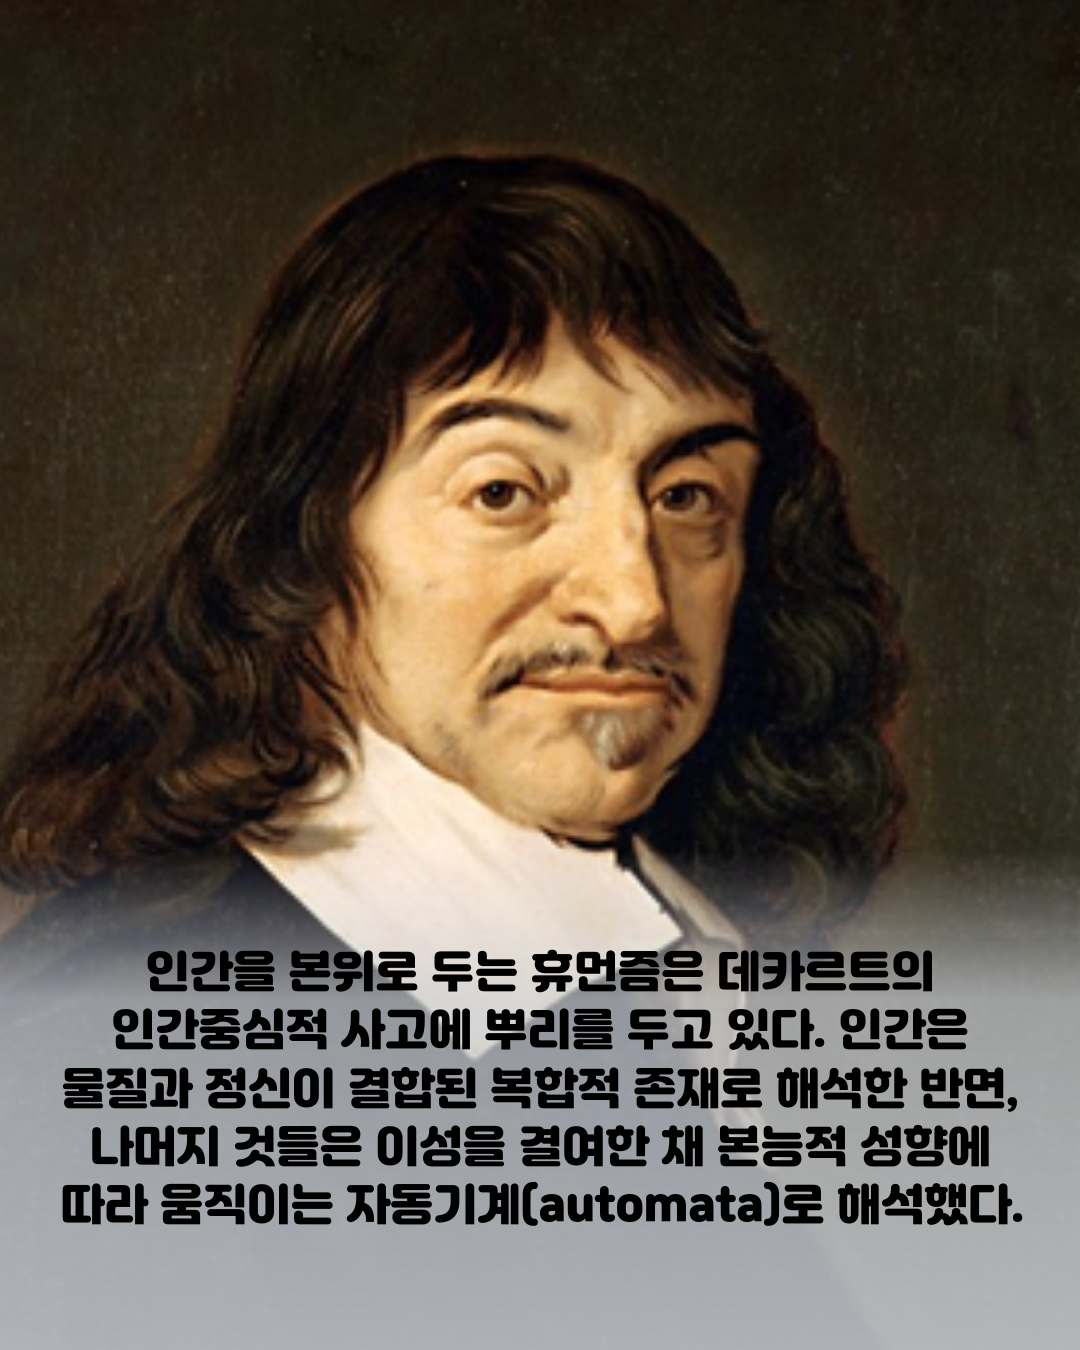 인간을 본위로 두는 휴먼즘은 데카르트의
인간중심적 사고에 뿌리를 두고 있다. 인간은
물질과 정신이 결합된 복합적 존재로 해석한 반면,
나머지 것들은 이성을 결여한 채 본능적 성향에
따라 움직이는 자동기계(automata)로 해석했다.